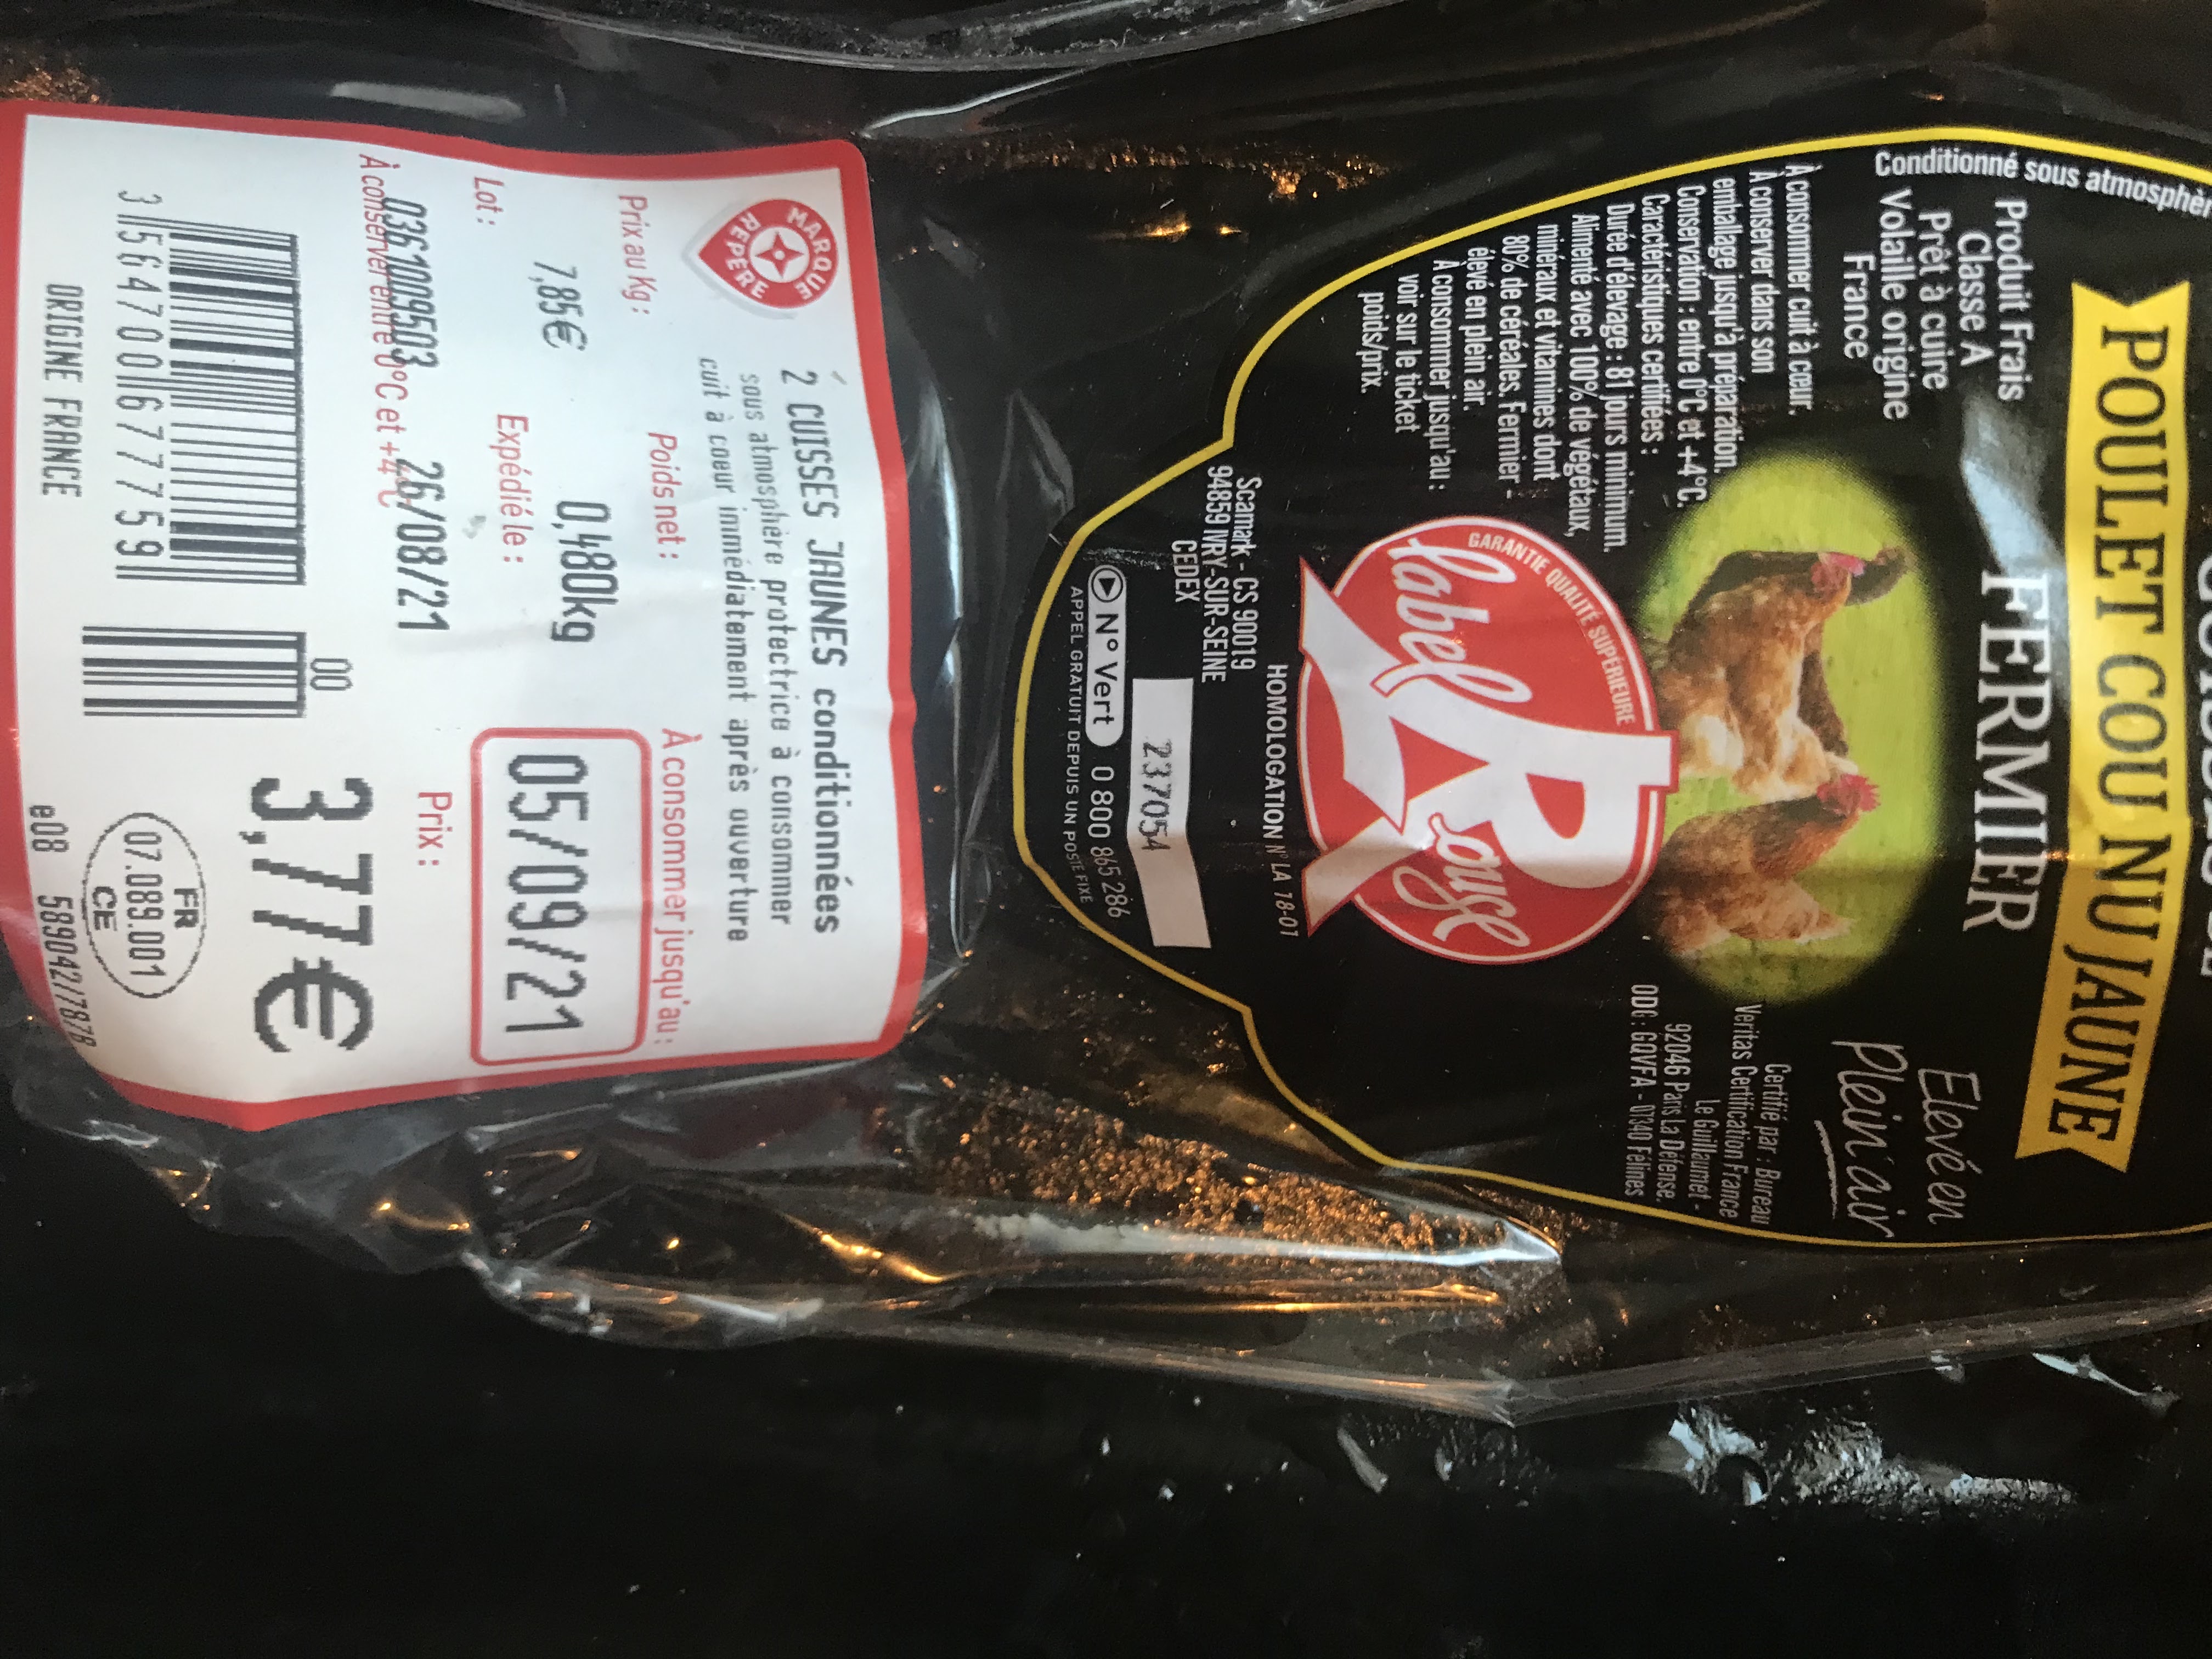 POULET COU NU JAUNE
FERMIER
Conditionné sous
Produit Frais
Classe A
Prêt à cuire
Volaille origine
France
À consommer cuit à cœur.
À conserver dans son
emballage jusqu'à préparation.
Conservation : entre 0°C et +4°C.
Caractéristiques certifiées :
Durée d'élevage : 81 jours minimum.
Alimenté avec 100% de végétaux,
minéraux et vitamines dont
80% de céréales. Fermier -
élevé en plein air.
À consommer jusqu'au :
voir sur le ticket
poids/prix.
Elevé en
Plein air
Certifié par : Bureau
Veritas Certification France
Le Guillaumet -
92046 Paris La Défense.
ODG : GQVFA - 07340 Félines
GARANTIE QUALITÉ SUPÉRIEURE
label
Rouge
HOMOLOGATION N° LA 18-01
Scamark - CS 90019
94859 IVRY-SUR-SEINE
CEDEX
237054
N° Vert 0 800 865 286
APPEL GRATUIT DEPUIS UN POSTE FIXE
MARQUE
REPÈRE
2 CUISSES JAUNES conditionnées
sous atmosphère protectrice à consommer
cuit à coeur immédiatement après ouverture
Prix au Kg : Poids net : À consommer jusqu'au :
7,85€ 0,480kg 05/09/21
Lot : Expédié le :
0361009503 26/08/21 Prix :
À conserver entre 0°C et +4°C
3,77€
00
3 564700 677759
FR
07.089.001
CE
ORIGINE FRANCE
e08 589042/7878